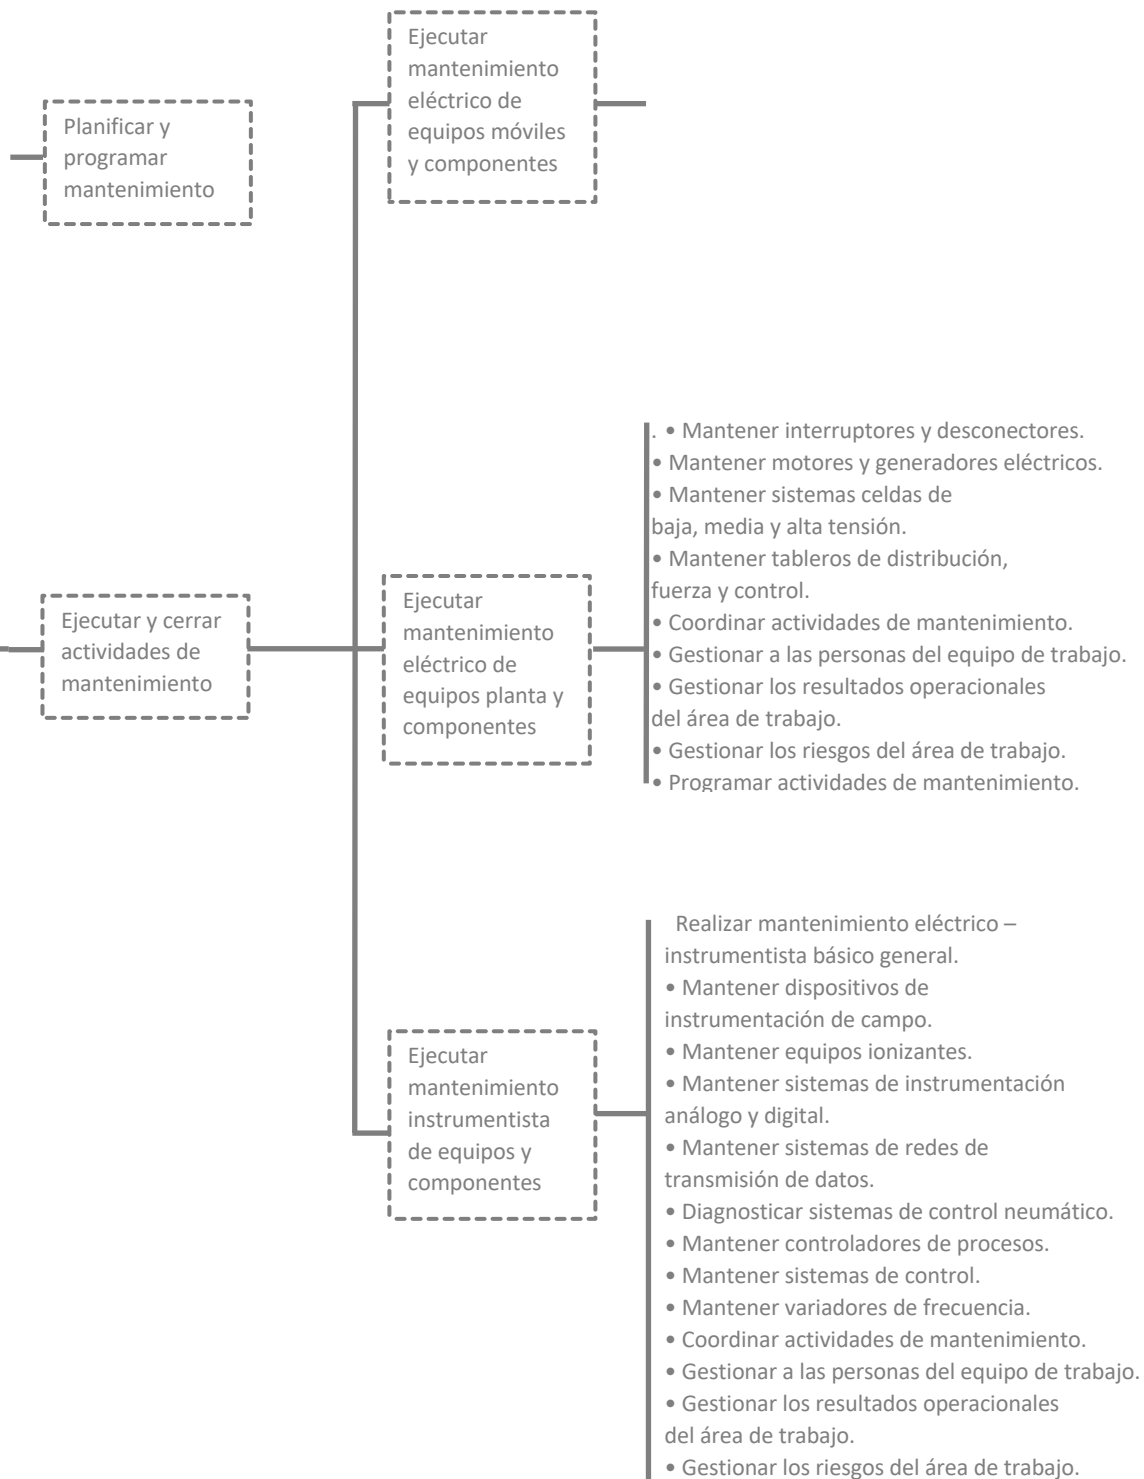 Ejecutar
mantenimiento
eléctrico de
equipos móviles
y componentes
Planificar y
programar
mantenimiento
. • Mantener interruptores y desconectores.
• Mantener motores y generadores eléctricos.
• Mantener sistemas celdas de
baja, media y alta tensión.
• Mantener tableros de distribución,
fuerza y control.
• Coordinar actividades de mantenimiento.
• Gestionar a las personas del equipo de trabajo.
• Gestionar los resultados operacionales
del área de trabajo.
• Gestionar los riesgos del área de trabajo.
• Programar actividades de mantenimiento.
Ejecutar
mantenimiento
eléctrico de
equipos planta y
componentes
Ejecutar y cerrar
actividades de
mantenimiento
Realizar mantenimiento eléctrico –
instrumentista básico general.
• Mantener dispositivos de
instrumentación de campo.
• Mantener equipos ionizantes.
• Mantener sistemas de instrumentación
análogo y digital.
• Mantener sistemas de redes de
transmisión de datos.
• Diagnosticar sistemas de control neumático.
• Mantener controladores de procesos.
• Mantener sistemas de control.
• Mantener variadores de frecuencia.
• Coordinar actividades de mantenimiento.
• Gestionar a las personas del equipo de trabajo.
• Gestionar los resultados operacionales
del área de trabajo.
• Gestionar los riesgos del área de trabajo.
Ejecutar
mantenimiento
instrumentista
de equipos y
componentes